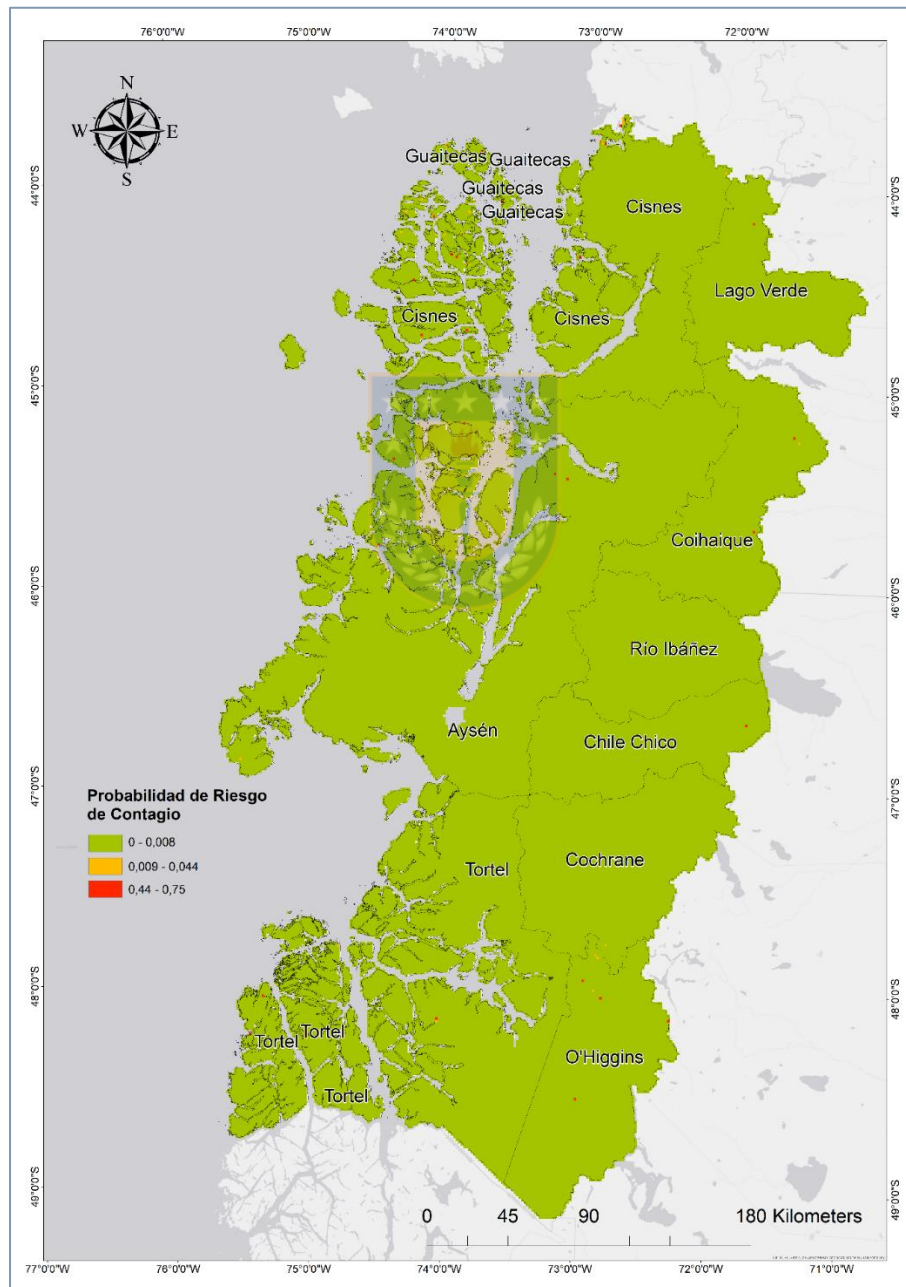 76°0'0"W 75°0'0"W 74°0'0"W 73°0'0"W 72°0'0"W
N
W E
S
44°0'0"S
44°0'0"S
45°0'0"S
45°0'0"S
46°0'0"S
46°0'0"S
47°0'0"S
47°0'0"S
48°0'0"S
48°0'0"S
49°0'0"S
49°0'0"S
Guaitecas
Guaitecas
Guaitecas
Guaitecas
Cisnes
Lago Verde
Cisnes
Cisnes
Coihaique
Río Ibáñez
Aysén
Chile Chico
Probabilidad de Riesgo
de Contagio
0 - 0,008
0,009 - 0,044
0,44 - 0,75
Tortel
Cochrane
Tortel
Tortel
O'Higgins
Tortel
0 45 90 180 Kilometers
77°0'0"W 76°0'0"W 75°0'0"W 74°0'0"W 73°0'0"W 72°0'0"W 71°0'0"W